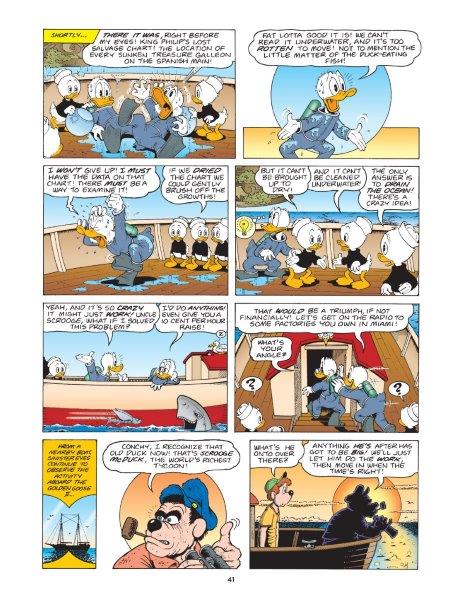 SHORTLY...
THERE IT WAS, RIGHT BEFORE
MY EYES! KING PHILIP'S LOST
SALVAGE CHART! THE LOCATION OF
EVERY SUNKEN TREASURE GALLEON
ON THE SPANISH MAIN!
FAT LOTTA GOOD IT IS! WE CAN'T
READ IT UNDERWATER, AND IT'S TOO
ROTTEN TO MOVE! NOT TO MENTION THE
LITTLE MATTER OF THE DUCK-EATING
FISH!
I WON'T GIVE UP! I MUST
HAVE THE DATA ON THAT
CHART! THERE MUST BE A
WAY TO EXAMINE IT!
IF WE DRIED
THE CHART WE
COULD GENTLY
BRUSH OFF THE
GROWTHS!
BUT IT CAN'T
BE BROUGHT
UP TO
DRY!
AND IT CAN'T
BE CLEANED
UNDERWATER!
THE ONLY
ANSWER IS
TO DRAIN
THE OCEAN!
THERE'S A
CRAZY IDEA!
YEAH, AND IT'S SO CRAZY
IT MIGHT JUST WORK! UNCLE
SCROOGE, WHAT IF I SOLVED
THIS PROBLEM?
I'D DO ANYTHING!
EVEN GIVE YOU A
10 CENT PER HOUR
RAISE!
THAT WOULD BE A TRIUMPH, IF NOT
FINANCIALLY! LET'S GET ON THE RADIO TO
SOME FACTORIES YOU OWN IN MIAMI!
WHAT'S
YOUR
ANGLE?
?
?
FROM A
NEARBY BOAT,
SINISTER EYES
CONTINUE TO
OBSERVE THE
ACTIVITY
ABOARD THE
GOLDEN GOOSE
II.
CONCHY, I RECOGNIZE THAT
OLD DUCK NOW! THAT'S SCROOGE
McDUCK, THE WORLD'S RICHEST
TYCOON!
WHAT'S HE
ONTO OVER
THERE?
ANYTHING HE'S AFTER HAS
GOT TO BE BIG! WE'LL JUST
LET HIM DO THE WORK,
THEN MOVE IN WHEN THE
TIME'S RIGHT!
41